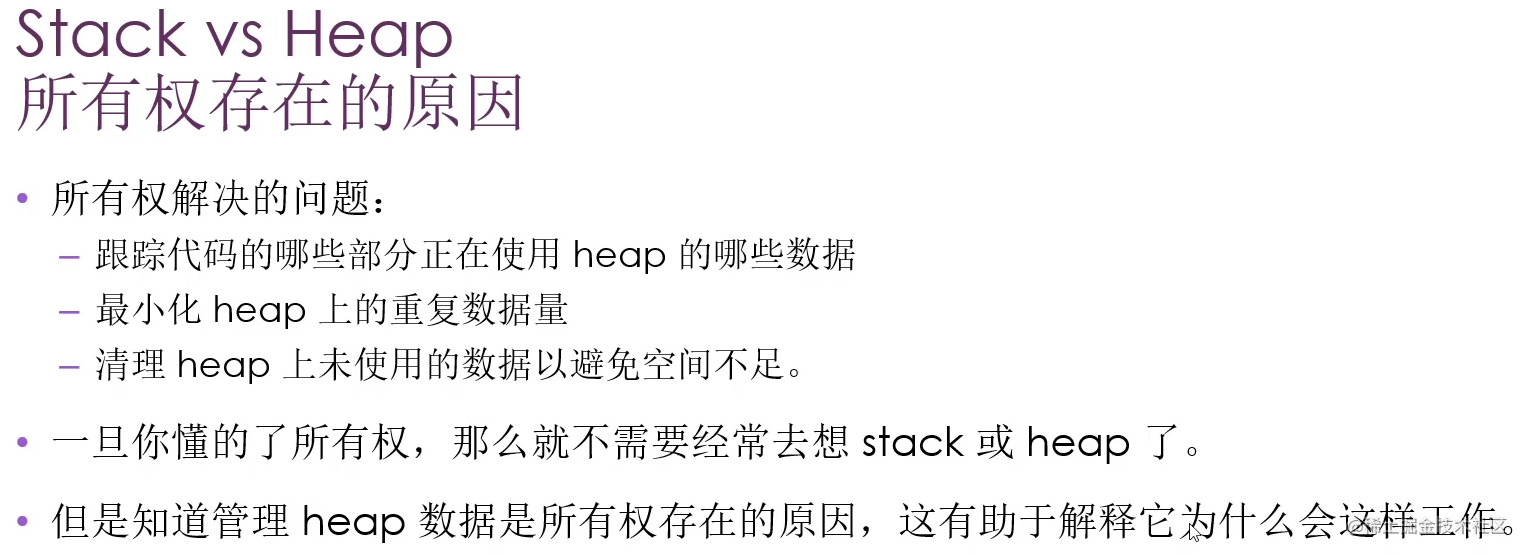 Stack vs Heap
所有权存在的原因
• 所有权解决的问题：
– 跟踪代码的哪些部分正在使用 heap 的哪些数据
– 最小化 heap 上的重复数据量
– 清理 heap 上未使用的数据以避免空间不足。
• 一旦你懂的了所有权，那么就不需要经常去想 stack 或 heap 了。
• 但是知道管理 heap 数据是所有权存在的原因，这有助于解释它为什么会这样工作。
@稀土掘金技术社区